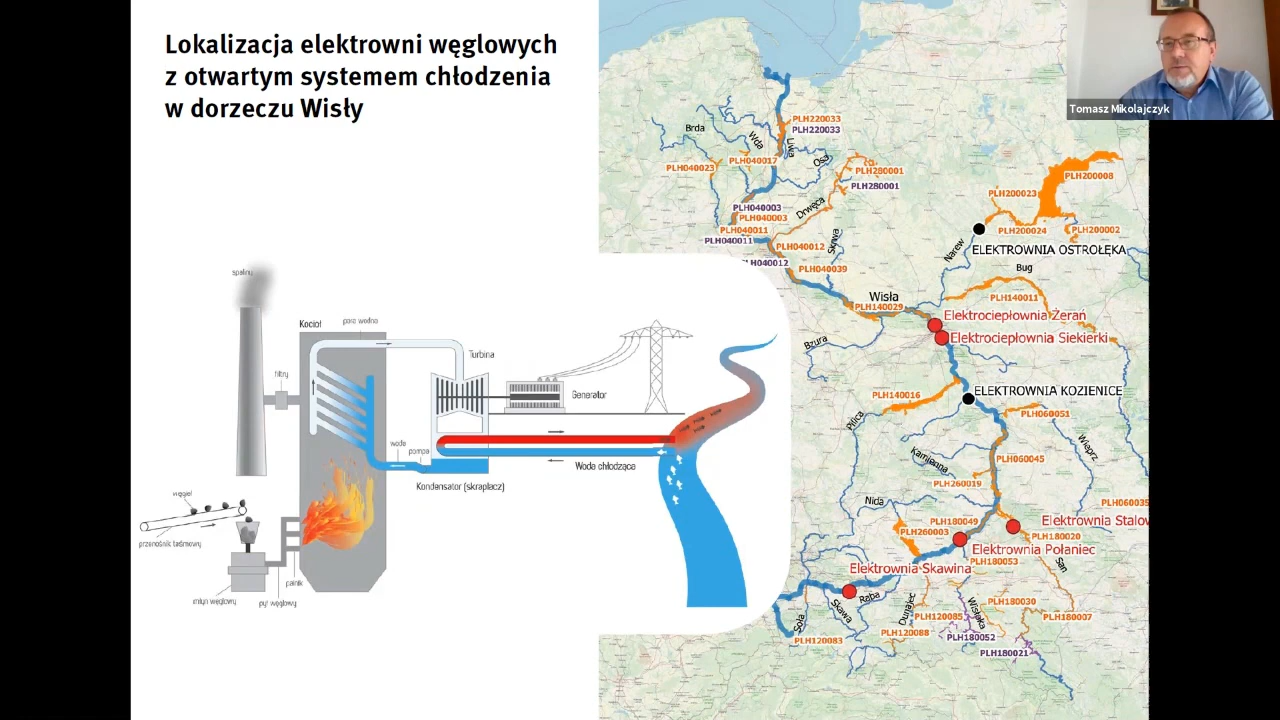 Lokalizacja elektrowni węglowych
z otwartym systemem chłodzenia
w dorzeczu Wisły
Tomasz Mikolajczyk
spaliny
Kocioł
para wodna
Turbina
filtry
Generator
woda
pompa
Woda chłodząca
Kondensator (skraplacz)
węgiel
przenośnik taśmowy
palnik
młyn węglowy
pył węglowy
PLH220033
PLH220033
Brda
Wda
Liwa
Osa
PLH040017
PLH040023
PLH280001
PLH280001
PLH200008
PLH200023
PLH040003
PLH040003
Drwęca
PLH040011
PLH040011
PLH200024
PLH200002
Skrwa
PLH040012
Narew
ELEKTROWNIA OSTROŁĘKA
LH040012
PLH040039
Bug
Wisła
PLH140011
PLH140029
Elektrociepłownia Żerań
Elektrociepłownia Siekierki
Bzura
ELEKTROWNIA KOZIENICE
PLH140016
Pilica
PLH060051
Wieprz
Kamienna
PLH060045
PLH260019
Nida
PLH060035
PLH180049
Elektrownia Stalow
PLH260003
PLH180020
Elektrownia Połaniec
PLH180053
San
Elektrownia Skawina
Raba
Skawa
Soła
Dunajec
Wisłoka
PLH180030
PLH120085
PLH180007
PLH120088
PLH180052
PLH120083
PLH180021